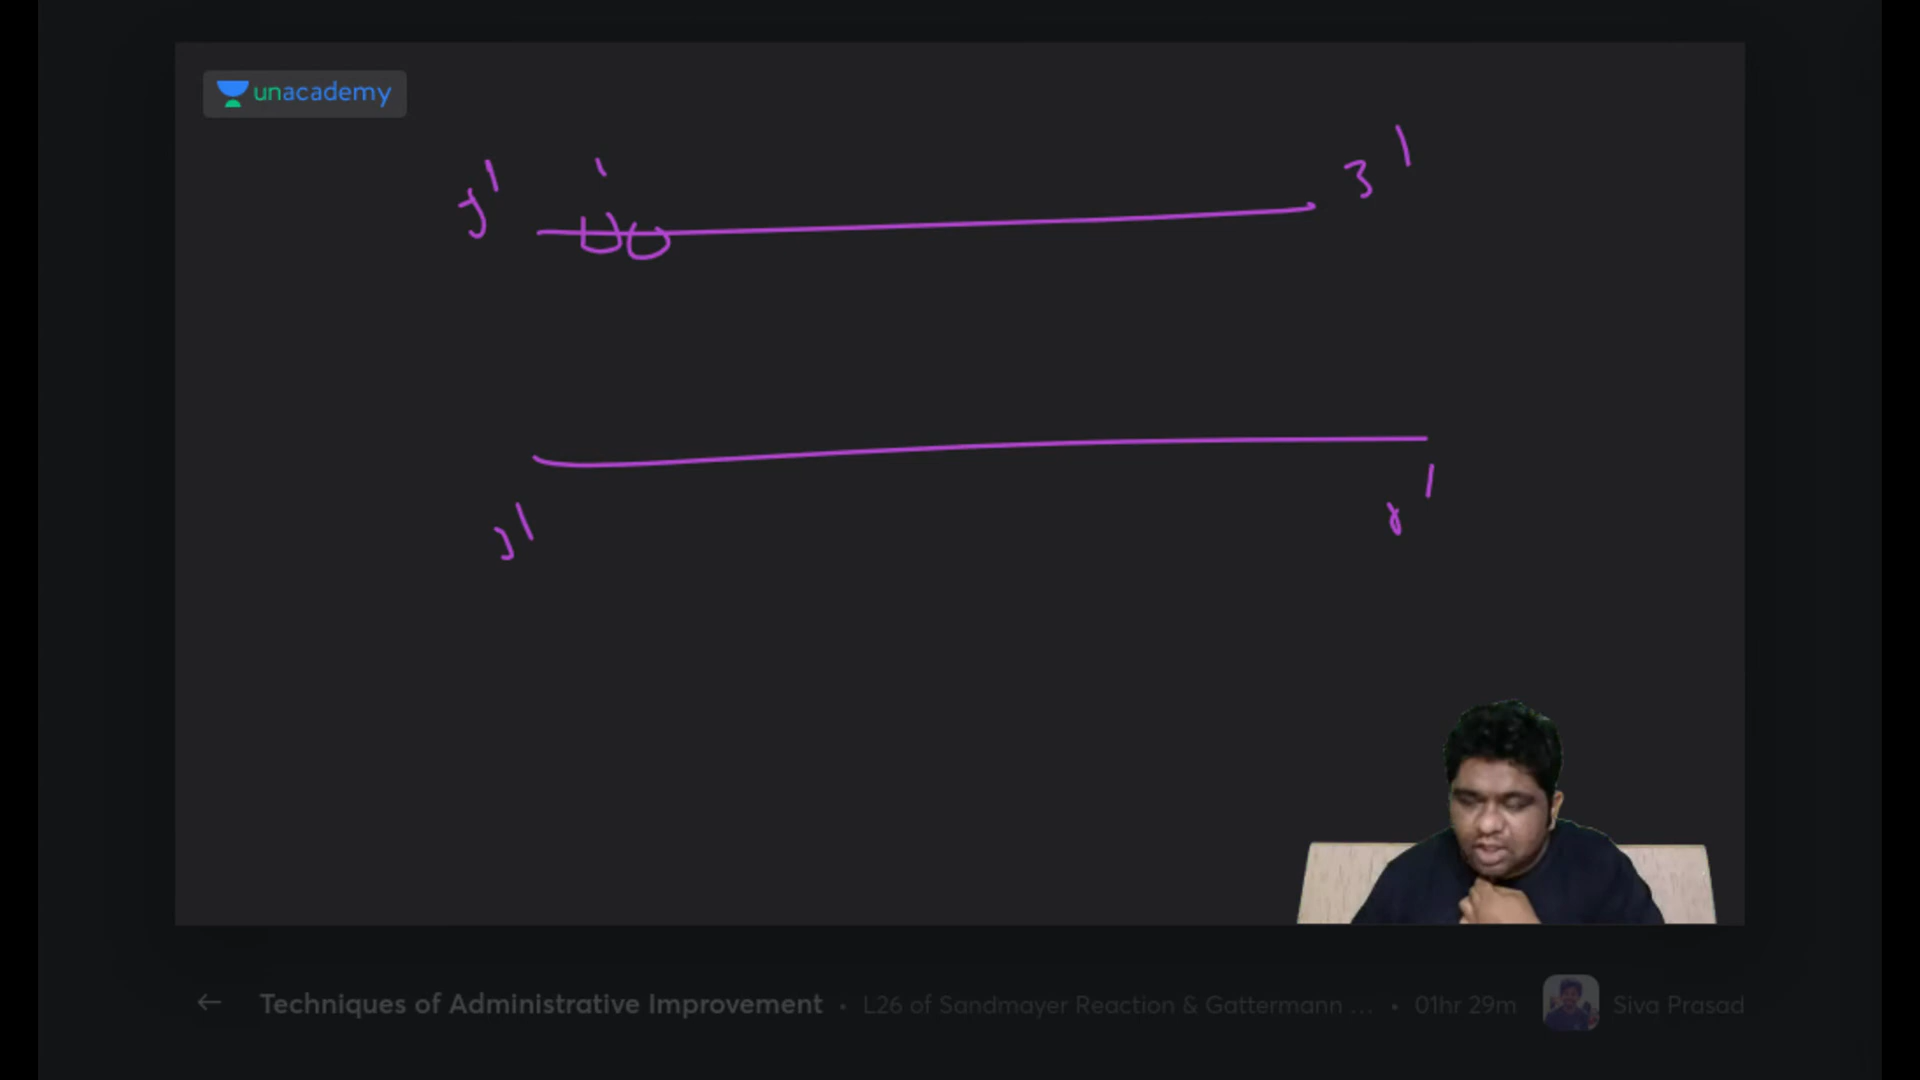 unacademy
5'
3'
3'
5'
Techniques of Administrative Improvement • L26 of Sandmayer Reaction & Gattermann ... • 01hr 29m Siva Prasad